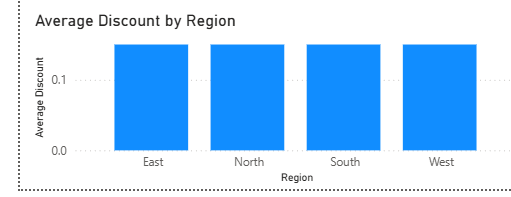 Average Discount by Region
Average Discount
0.1
0.0
East North South West
Region